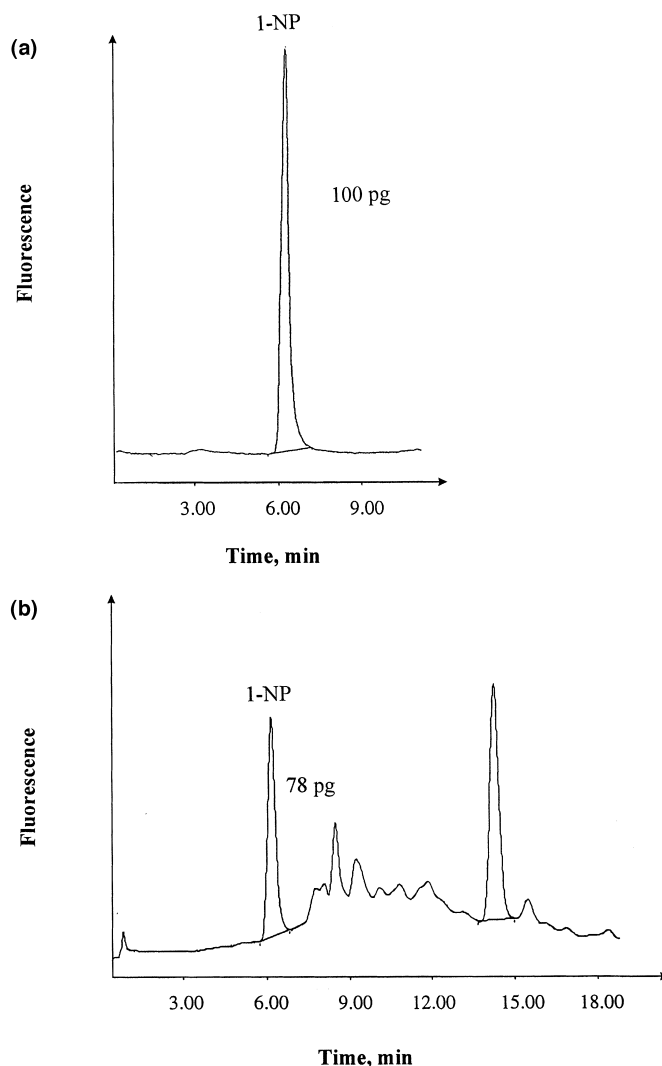 (a)
1-NP
100 pg
Fluorescence
3.00 6.00 9.00
Time, min
(b)
1-NP
78 pg
Fluorescence
3.00 6.00 9.00 12.00 15.00 18.00
Time, min